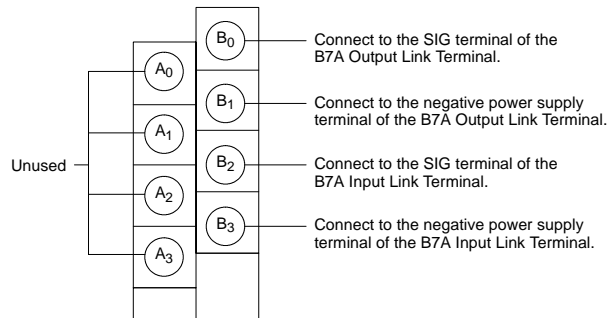 B0
Connect to the SIG terminal of the
B7A Output Link Terminal.
A0
B1
Connect to the negative power supply
terminal of the B7A Output Link Terminal.
A1
Unused
B2
Connect to the SIG terminal of the
B7A Input Link Terminal.
A2
B3
Connect to the negative power supply
terminal of the B7A Input Link Terminal.
A3